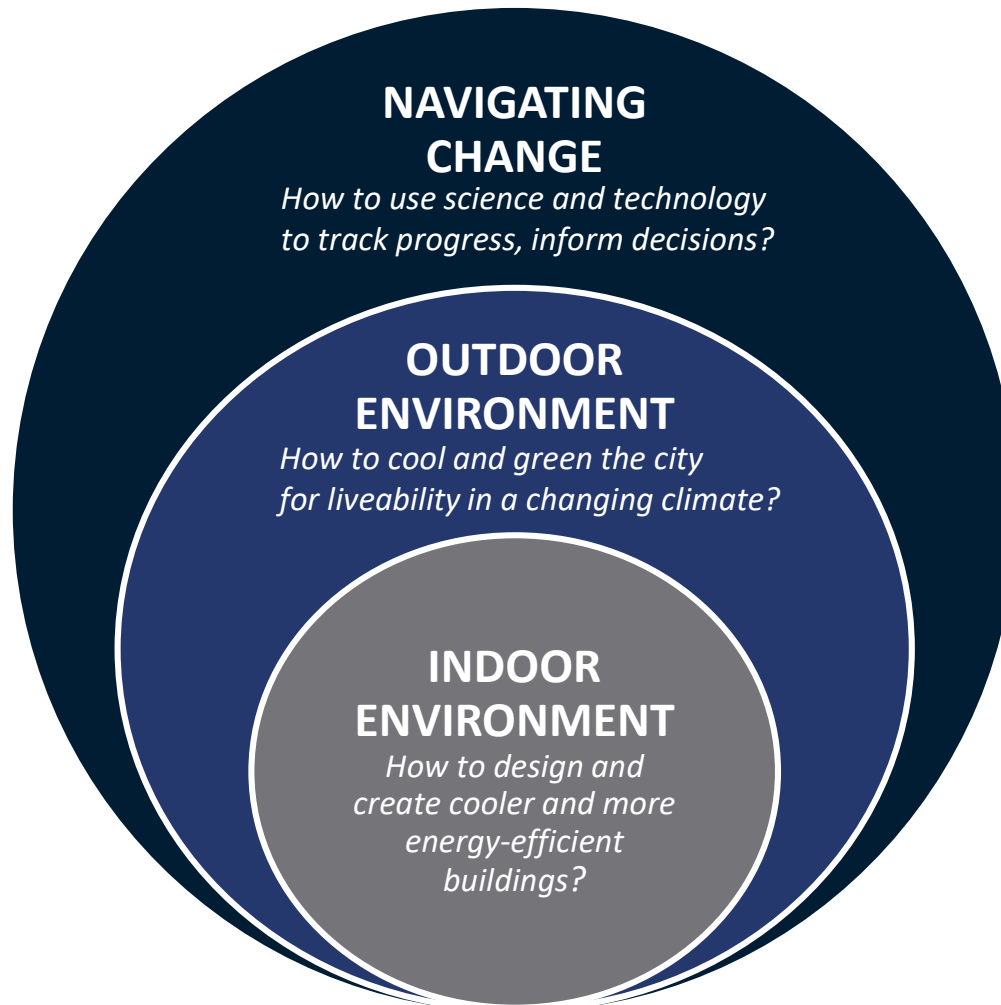 NAVIGATING
CHANGE
How to use science and technology
to track progress, inform decisions?
OUTDOOR
ENVIRONMENT
How to cool and green the city
for liveability in a changing climate?
INDOOR
ENVIRONMENT
How to design and
create cooler and more
energy-efficient
buildings?